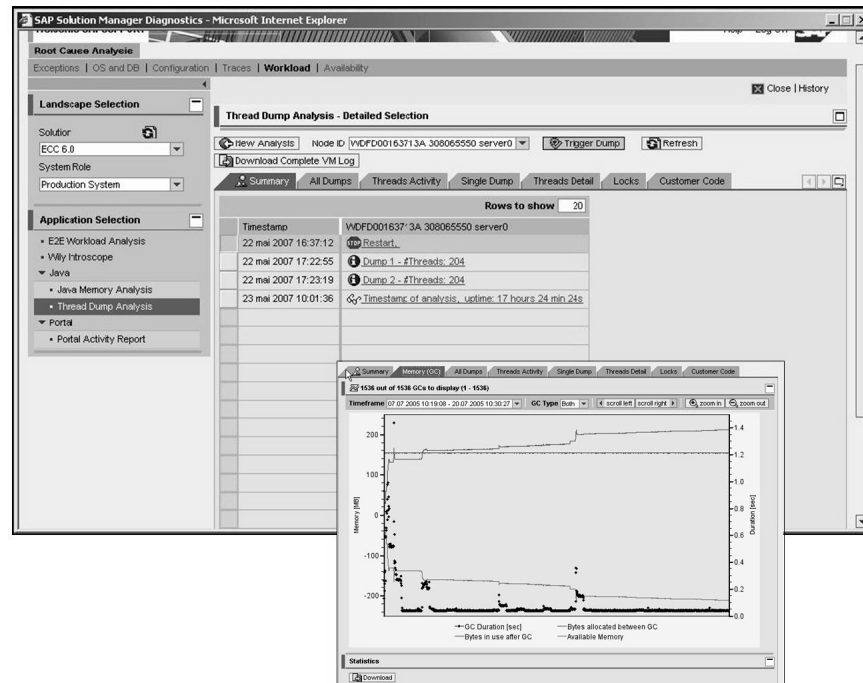 SAP Solution Manager Diagnostics - Microsoft Internet Explorer
Root Cause Analysis
Exceptions | OS and DB | Configuration | Traces | Workload | Availability
Close | History
Landscape Selection
Solution
ECC 6.0
System Role
Production System
Application Selection
E2E Workload Analysis
Wily Introscope
Java
Java Memory Analysis
Thread Dump Analysis
Portal
Portal Activity Report
Thread Dump Analysis - Detailed Selection
New Analysis Node ID WDFD00163713A 308065550 server0 Trigger Dump Refresh
Download Complete VM Log
Summary All Dumps Threads Activity Single Dump Threads Detail Locks Customer Code
Rows to show 20
Timestamp WDFD00163713A 308065550 server0
22 mai 2007 16:37:12 STOP Restart.
22 mai 2007 17:22:55 Dump 1 - #Threads: 204
22 mai 2007 17:23:19 Dump 2 - #Threads: 204
23 mai 2007 10:01:36 Timestamp of analysis, uptime: 17 hours 24 min 24s
Summary Memory (GC) All Dumps Threads Activity Single Dump Threads Detail Locks Customer Code
1536 out of 1536 GCs to display (1 - 1536)
Timeframe 07.07.2005 10:19:08 - 20.07.2005 10:30:27 GC Type Both scroll left scroll right zoom in zoom out
Memory [MB]
200
100
0
-100
-200
1.4
1.2
1.0
0.8
0.6
0.4
0.2
0.0
Duration [sec]
GC Duration [sec] Bytes allocated between GC
Bytes in use after GC Available Memory
Statistics
Download